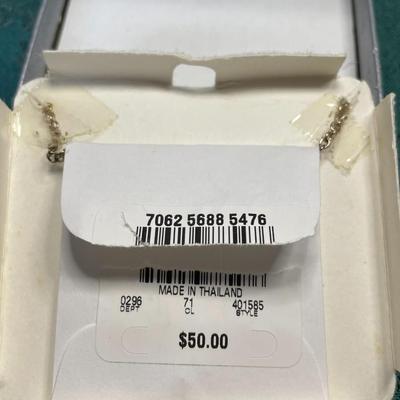 7062 5688 5476
MADE IN THAILAND
0296 71 401585
DEPT CL STYLE
$50.00